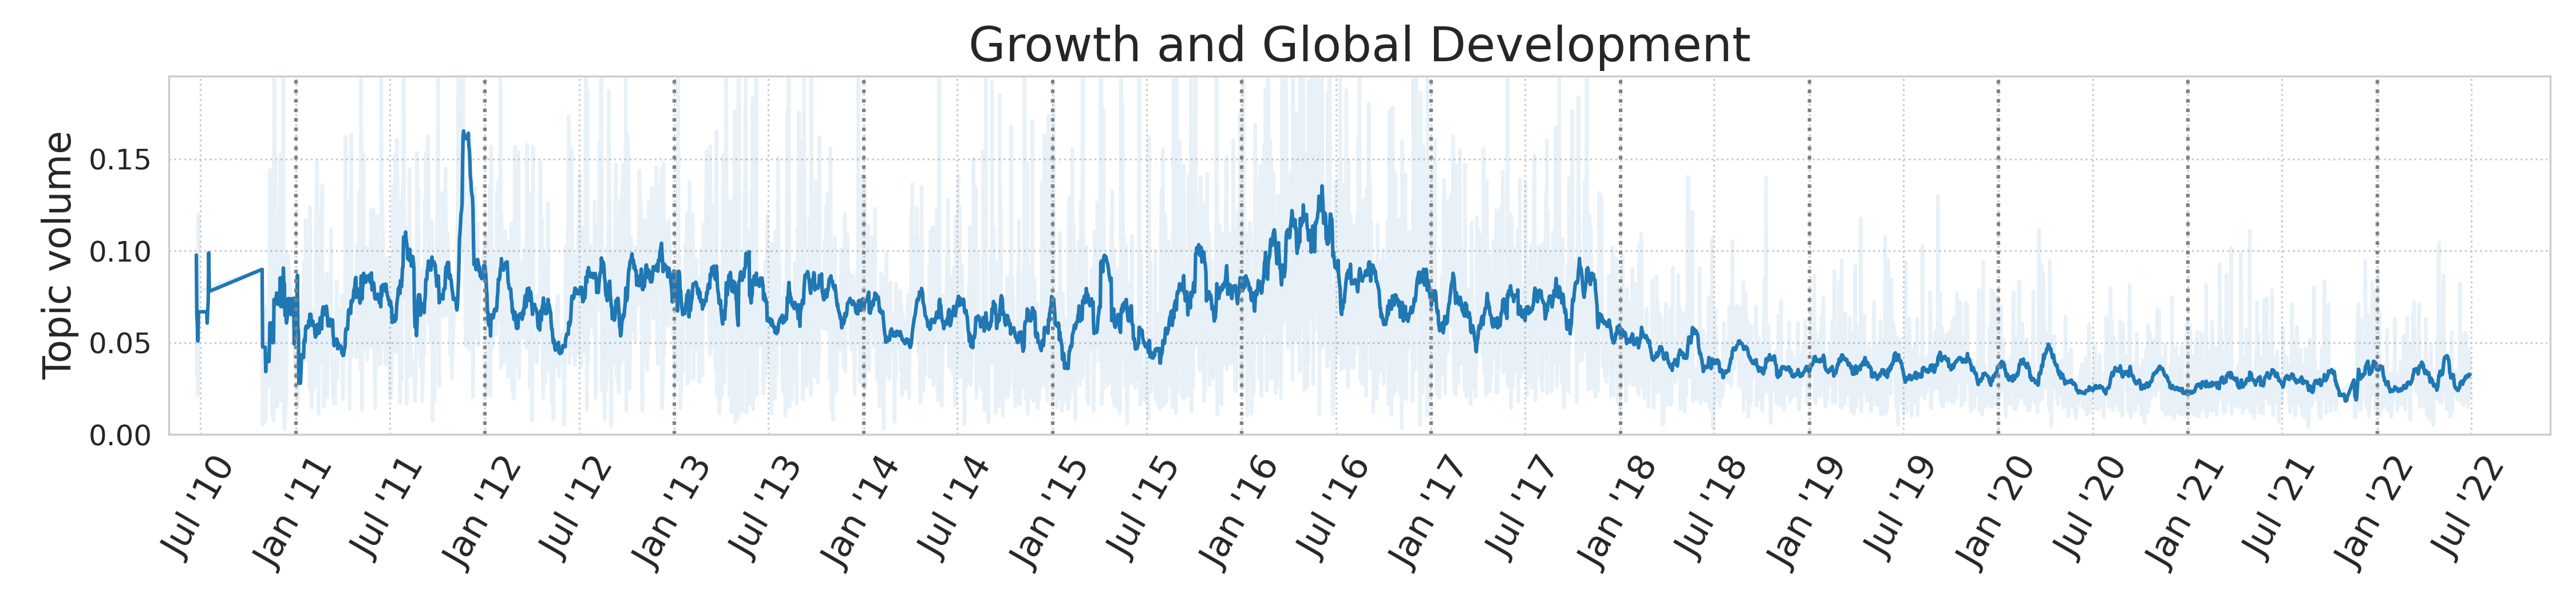 Growth and Global Development
Topic volume
0.15
0.10
0.05
0.00
Jul '10
Jan '11
Jul '11
Jan '12
Jul '12
Jan '13
Jul '13
Jan '14
Jul '14
Jan '15
Jul '15
Jan '16
Jul '16
Jan '17
Jul '17
Jan '18
Jul '18
Jan '19
Jul '19
Jan '20
Jul '20
Jan '21
Jul '21
Jan '22
Jul '22